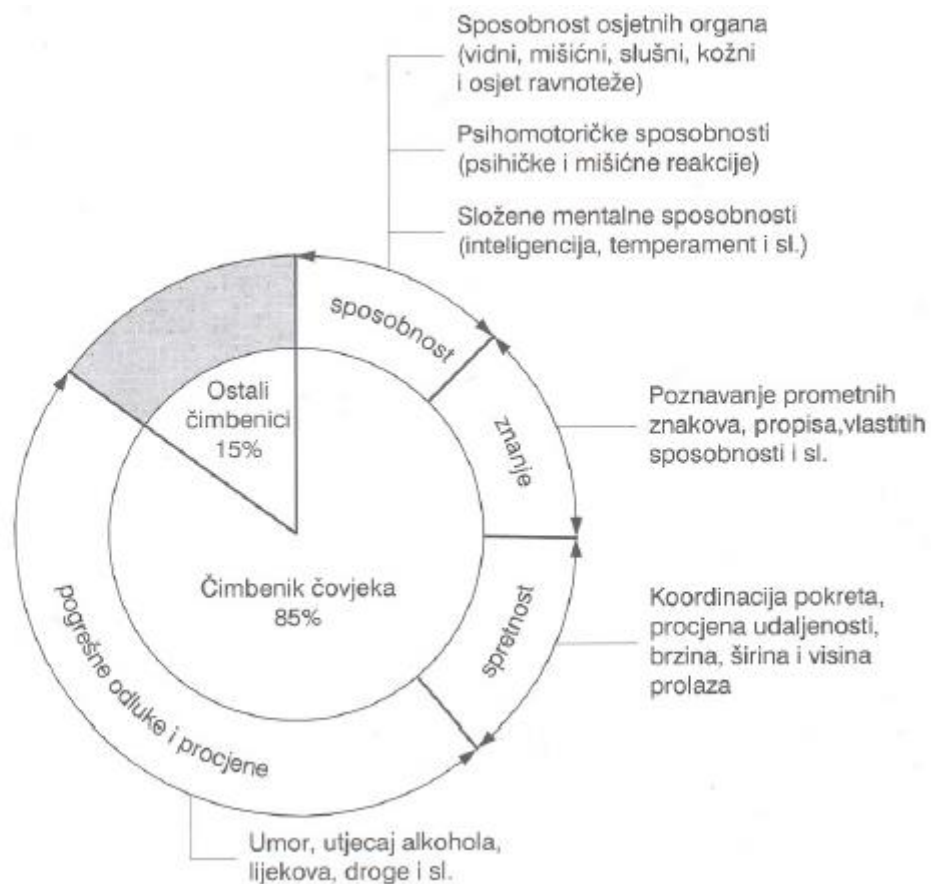 Sposobnost osjetnih organa
(vidni, mišićni, slušni, kožni
i osjet ravnoteže)
Psihomotoričke sposobnosti
(psihičke i mišićne reakcije)
Složene mentalne sposobnosti
(inteligencija, temperament i sl.)
sposobnost
Ostali
čimbenici
15%
znanje
Poznavanje prometnih
znakova, propisa,vlastitih
sposobnosti i sl.
Čimbenik čovjeka
85%
spretnost
Koordinacija pokreta,
procjena udaljenosti,
brzina, širina i visina
prolaza
pogrešne odluke i procjene
Umor, utjecaj alkohola,
lijekova, droge i sl.